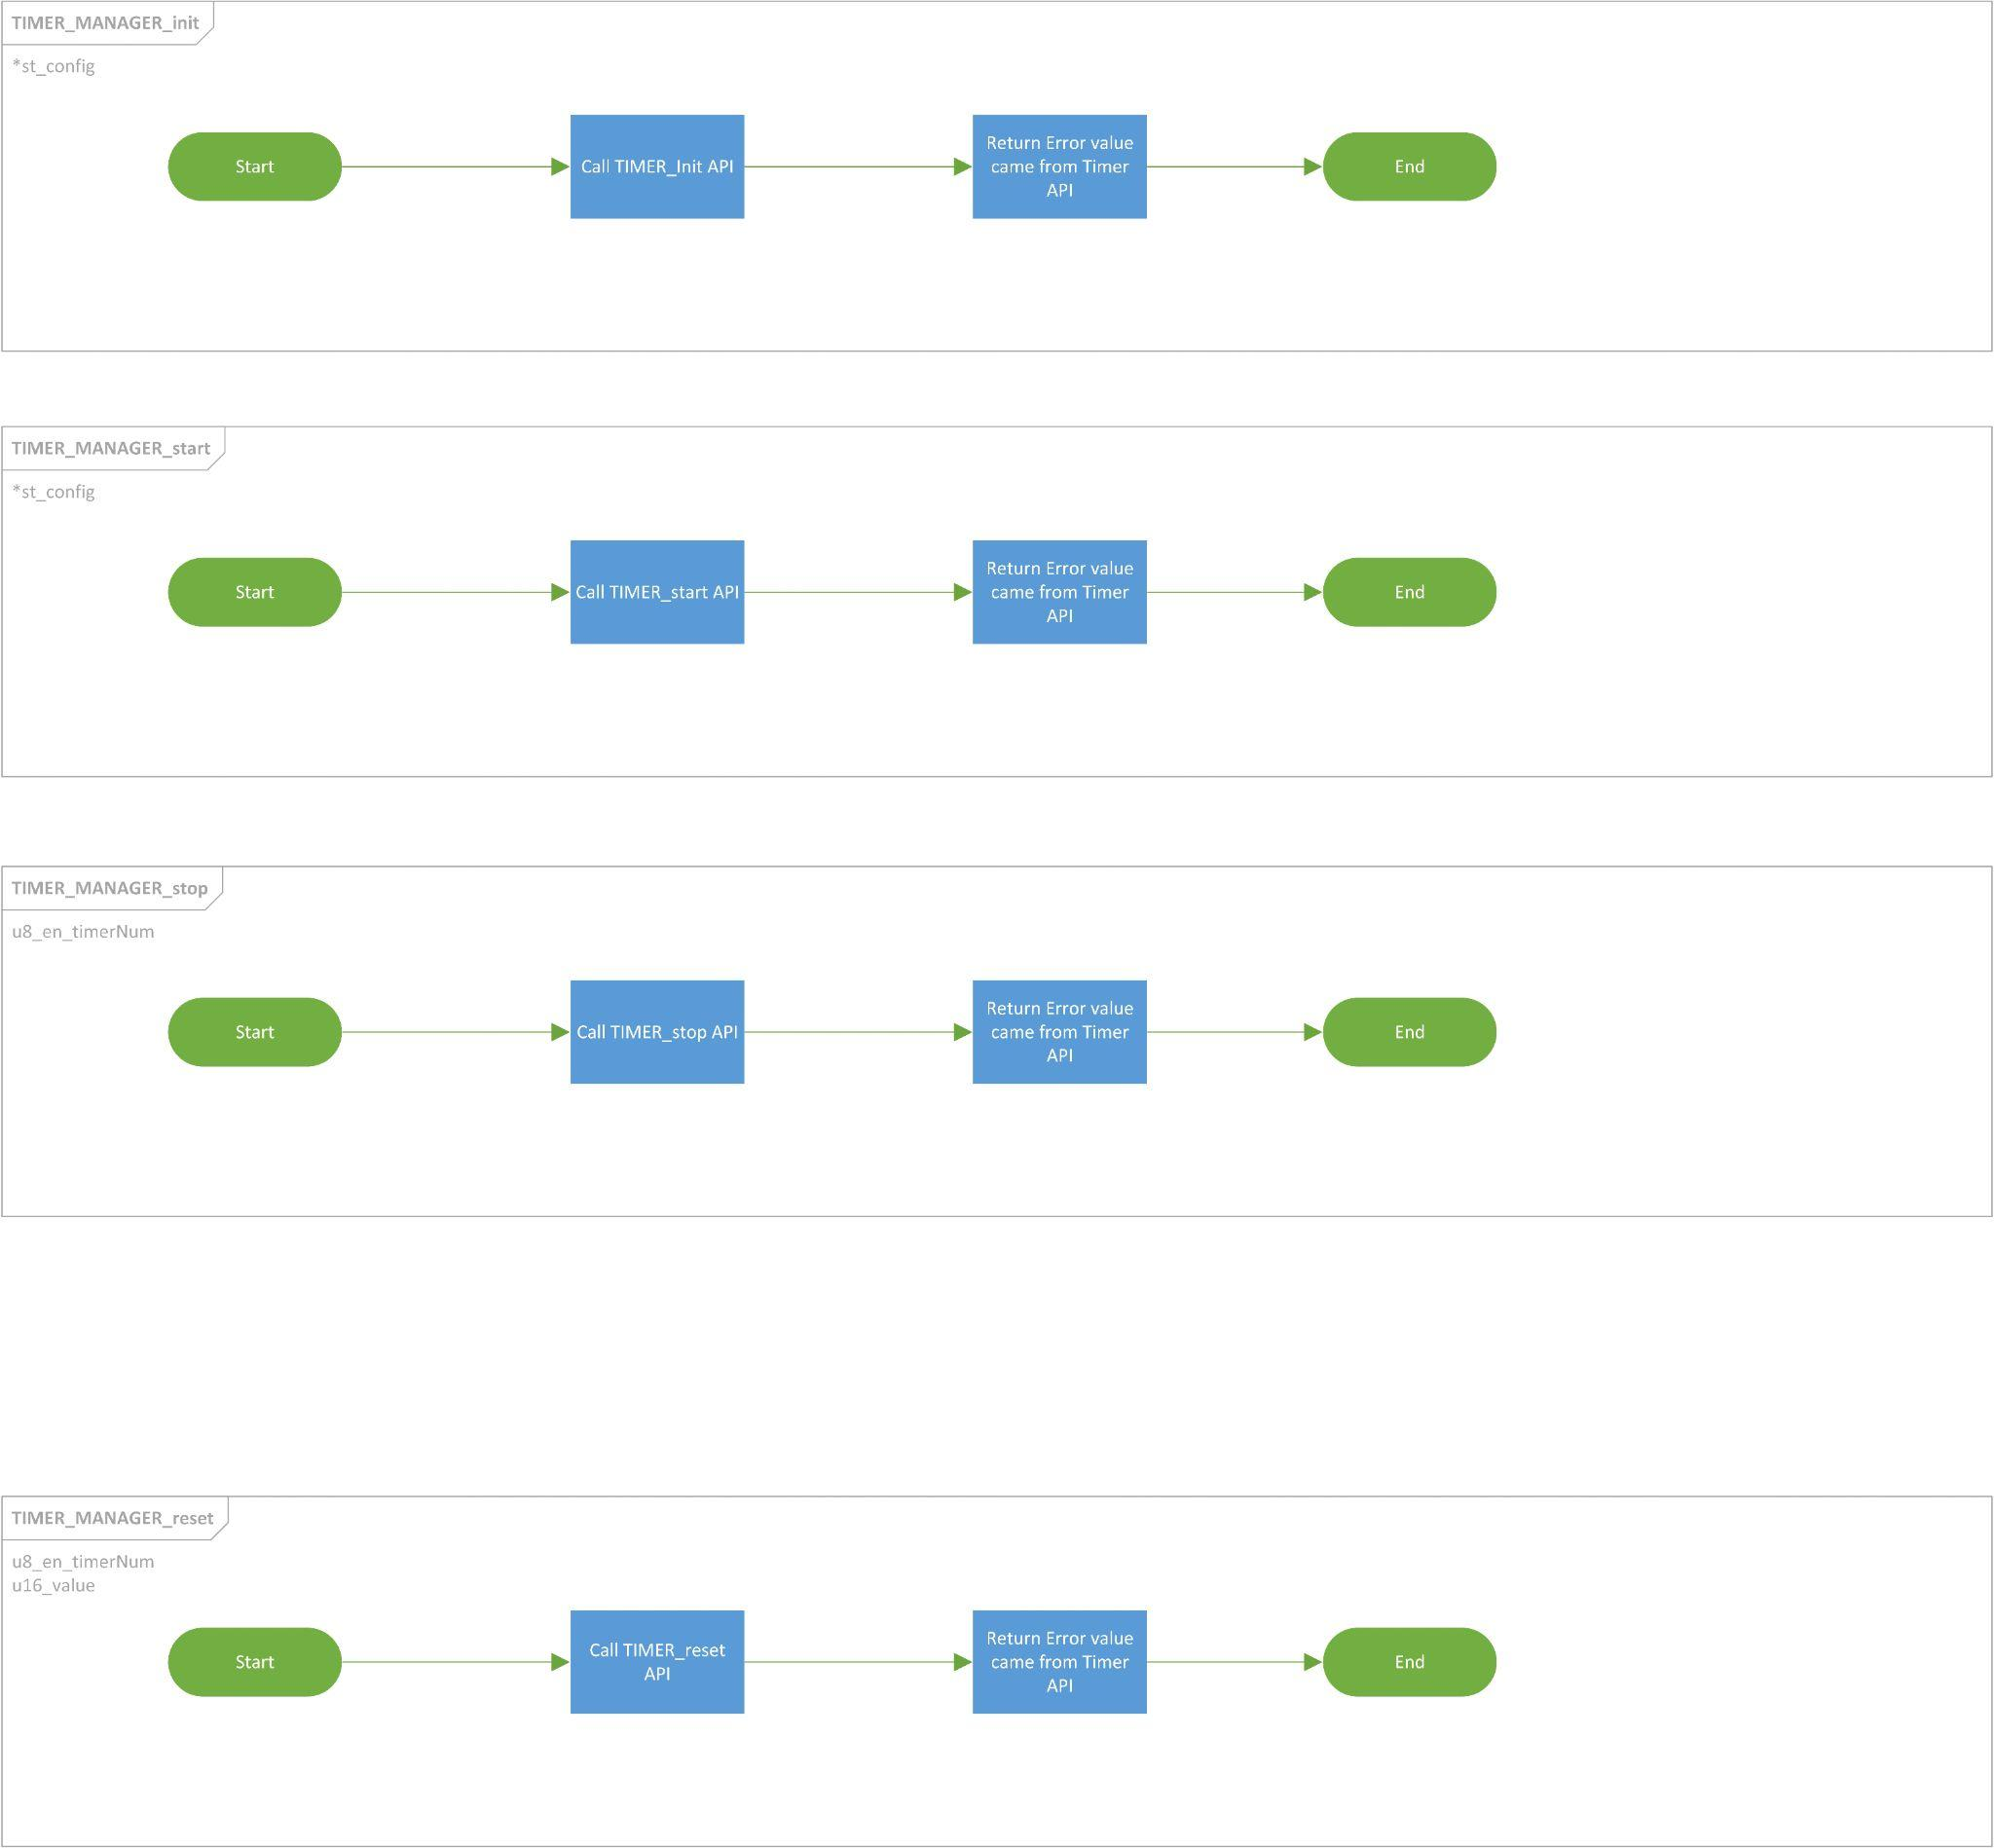 TIMER_MANAGER_init
*st_config
Start
Call TIMER_Init API
Return Error value
came from Timer
API
End
TIMER_MANAGER_start
*st_config
Start
Call TIMER_start API
Return Error value
came from Timer
API
End
TIMER_MANAGER_stop
u8_en_timerNum
Start
Call TIMER_stop API
Return Error value
came from Timer
API
End
TIMER_MANAGER_reset
u8_en_timerNum
u16_value
Start
Call TIMER_reset
API
Return Error value
came from Timer
API
End